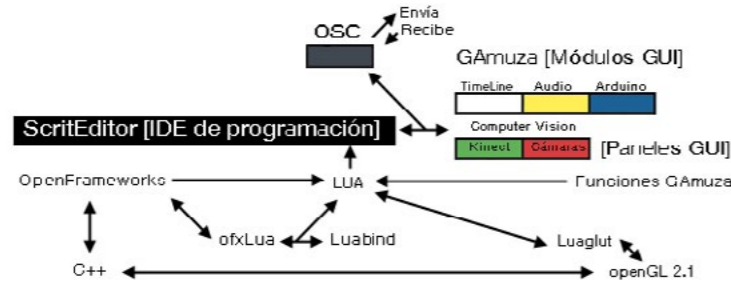 Envía
OSC
Recibe
GAmuza [Módulos GUI]
TimeLine Audio Arduino
ScritEditor [IDE de programación]
Computer Vision
Kinect Cámaras [Paneles GUI]
OpenFrameworks LUA Funciones GAmuza
ofxLua Luabind Luaglut
C++ openGL 2.1